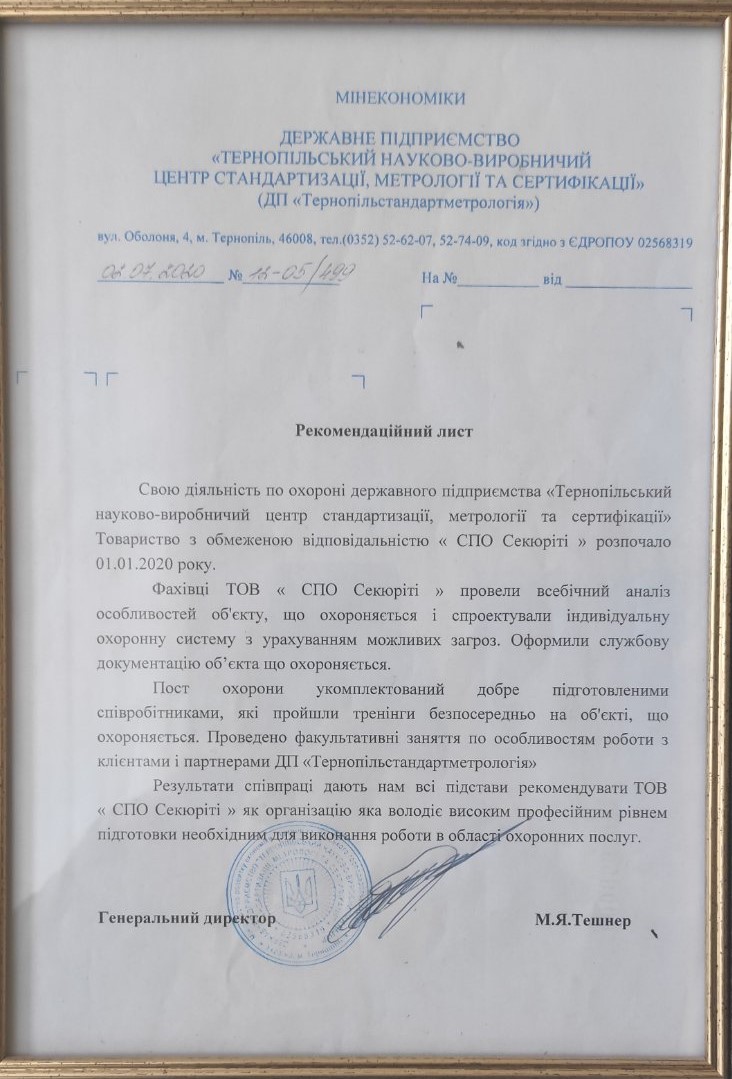 МІНЕКОНОМІКИ
ДЕРЖАВНЕ ПІДПРИЄМСТВО
«ТЕРНОПІЛЬСЬКИЙ НАУКОВО-ВИРОБНИЧИЙ
ЦЕНТР СТАНДАРТИЗАЦІЇ, МЕТРОЛОГІЇ ТА СЕРТИФІКАЦІЇ»
(ДП «Тернопільстандартметрологія»)
вул. Оболоня, 4, м. Тернопіль, 46008, тел.(0352) 52-62-07, 52-74-09, код згідно з ЄДРОПОУ 02568319
02.07.2020 № 12-05/499 На №__________ від ________________
Рекомендаційний лист
Свою діяльність по охороні державного підприємства «Тернопільський
науково-виробничий центр стандартизації, метрології та сертифікації»
Товариство з обмеженою відповідальністю « СПО Секюріті » розпочало
01.01.2020 року.
Фахівці ТОВ « СПО Секюріті » провели всебічний аналіз
особливостей об'єкту, що охороняється і спроектували індивідуальну
охоронну систему з урахуванням можливих загроз. Оформили службову
документацію об’єкта що охороняється.
Пост охорони укомплектований добре підготовленими
співробітниками, які пройшли тренінги безпосередньо на об'єкті, що
охороняється. Проведено факультативні заняття по особливостям роботи з
клієнтами і партнерами ДП «Тернопільстандартметрологія»
Результати співпраці дають нам всі підстави рекомендувати ТОВ
« СПО Секюріті » як організацію яка володіє високим професійним рівнем
підготовки необхідним для виконання роботи в області охоронних послуг.
Генеральний директор М.Я.Тешнер